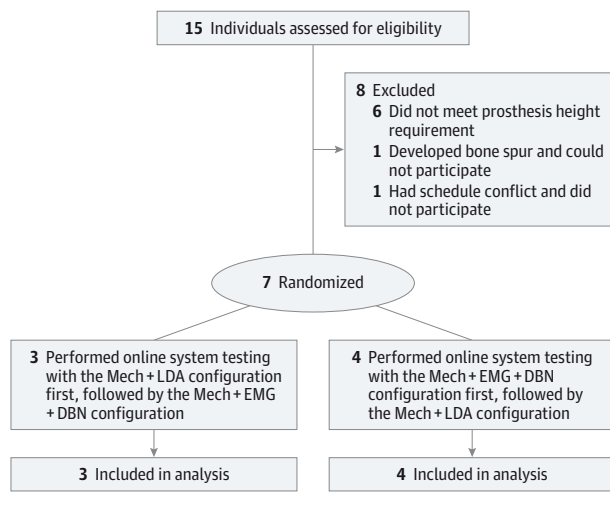 15 Individuals assessed for eligibility
8 Excluded
6 Did not meet prosthesis height
requirement
1 Developed bone spur and could
not participate
1 Had schedule conflict and did
not participate
7 Randomized
3 Performed online system testing
with the Mech + LDA configuration
first, followed by the Mech + EMG
+ DBN configuration
4 Performed online system testing
with the Mech + EMG + DBN
configuration first, followed by
the Mech + LDA configuration
3 Included in analysis
4 Included in analysis